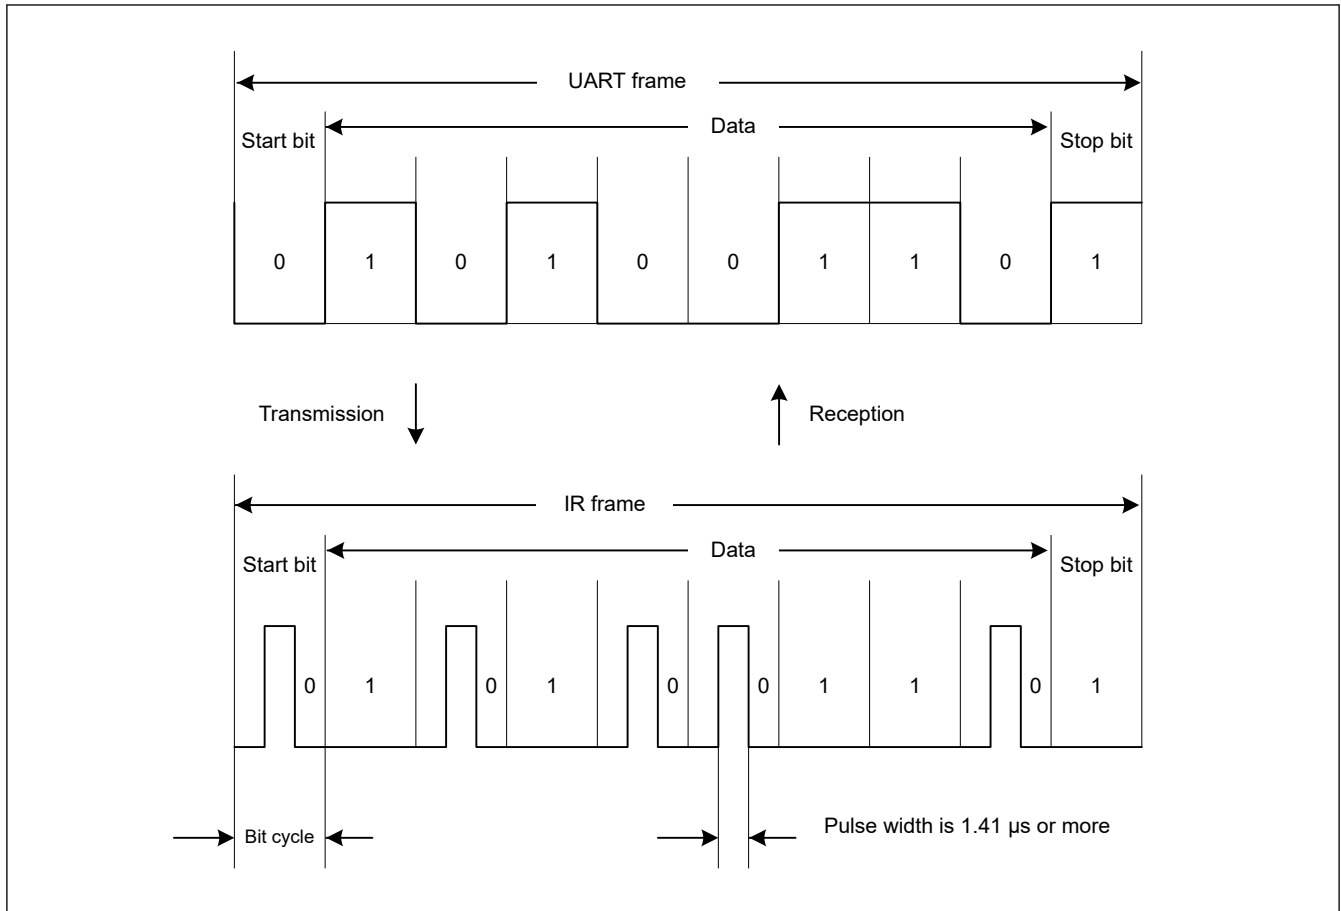 UART frame
Start bit
Data
Stop bit
0 1 0 1 0 0 1 1 0 1
Transmission
Reception
IR frame
Start bit
Data
Stop bit
0 1 0 1 0 0 1 1 0 1
Bit cycle
Pulse width is 1.41 μs or more